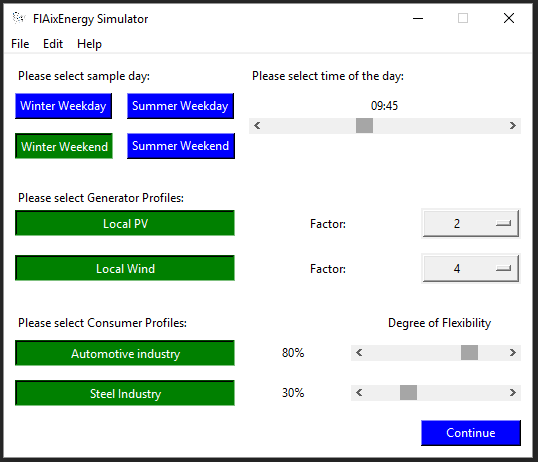 FlAixEnergy Simulator
File Edit Help
Please select sample day: Please select time of the day:
Winter Weekday Summer Weekday 09:45
Winter Weekend Summer Weekend
Please select Generator Profiles:
Local PV Factor: 2
Local Wind Factor: 4
Please select Consumer Profiles: Degree of Flexibility
Automotive industry 80%
Steel Industry 30%
Continue